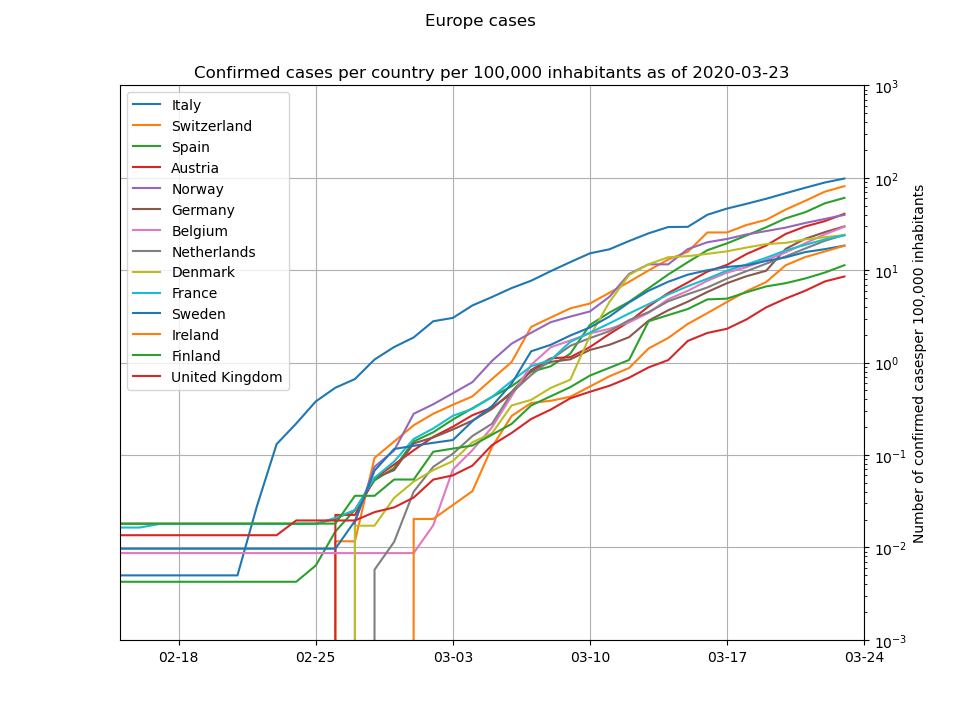 Europe cases
Confirmed cases per country per 100,000 inhabitants as of 2020-03-23
Italy
Switzerland
Spain
Austria
Norway
Germany
Belgium
Netherlands
Denmark
France
Sweden
Ireland
Finland
United Kingdom
10³
10²
10¹
10⁰
10⁻¹
10⁻²
10⁻³
Number of confirmed casesper 100,000 inhabitants
02-18 02-25 03-03 03-10 03-17 03-24